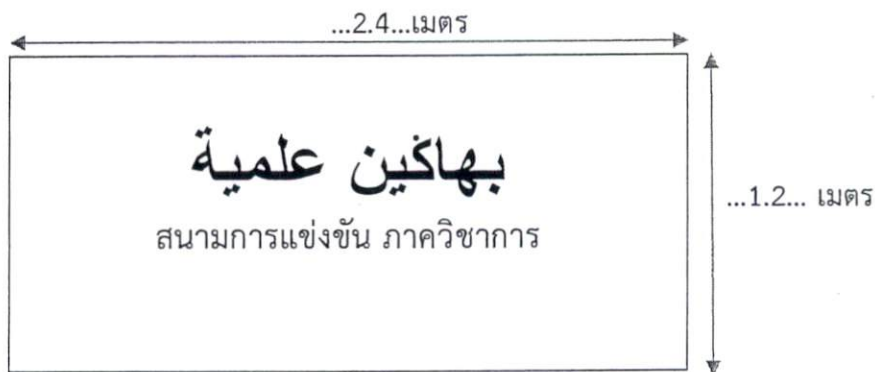 ...2.4...เมตร
بهاڬين علمية
...1.2... เมตร
สนามการแข่งขัน ภาควิชาการ